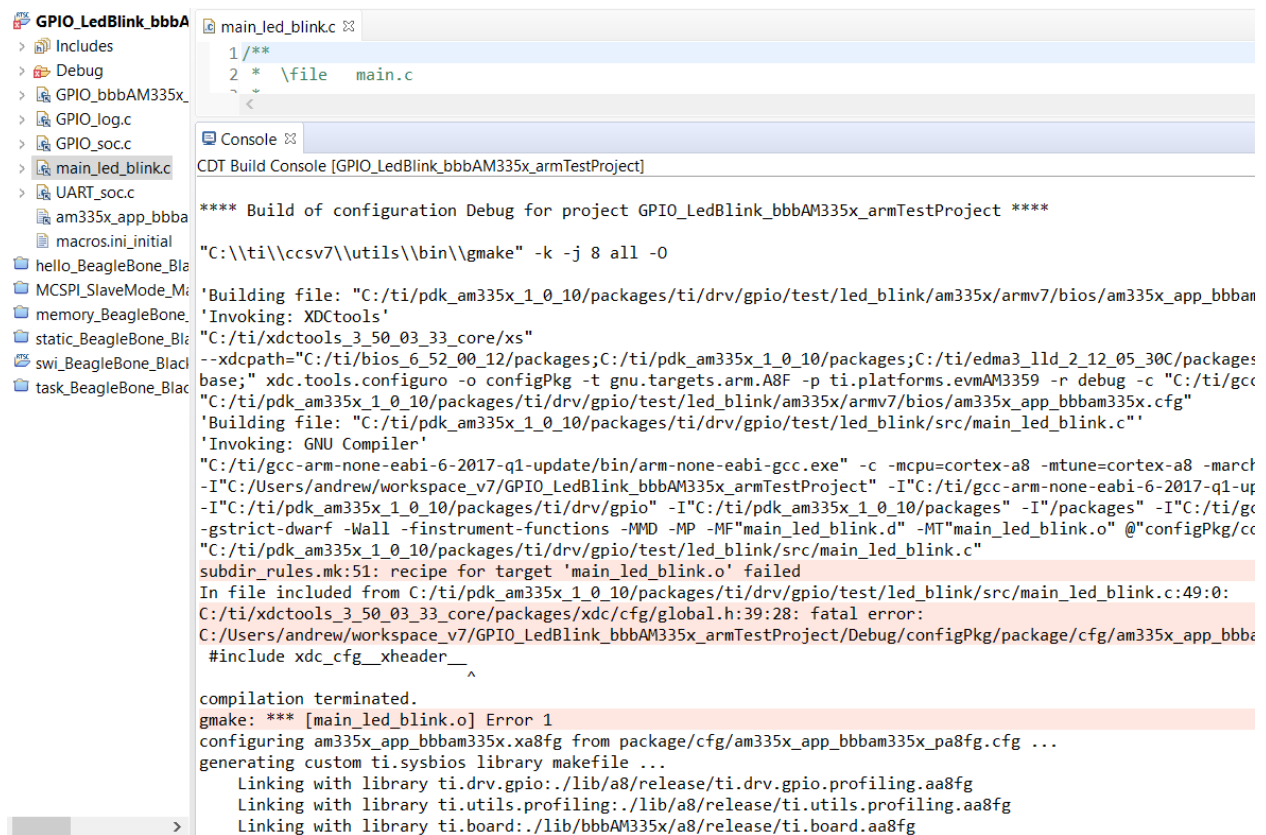 GPIO_LedBlink_bbbA
Includes
Debug
GPIO_bbbAM335x_
GPIO_log.c
GPIO_soc.c
main_led_blink.c
UART_soc.c
am335x_app_bbba
macros.ini_initial
hello_BeagleBone_Bla
MCSPI_SlaveMode_Ma
memory_BeagleBone_
static_BeagleBone_Bla
swi_BeagleBone_Black
task_BeagleBone_Blac
main_led_blink.c
1 /**
2 *  \file   main.c
Console
CDT Build Console [GPIO_LedBlink_bbbAM335x_armTestProject]
**** Build of configuration Debug for project GPIO_LedBlink_bbbAM335x_armTestProject ****
"C:\\ti\\ccsv7\\utils\\bin\\gmake" -k -j 8 all -O
'Building file: "C:/ti/pdk_am335x_1_0_10/packages/ti/drv/gpio/test/led_blink/am335x/armv7/bios/am335x_app_bbbam
'Invoking: XDCtools'
"C:/ti/xdctools_3_50_03_33_core/xs"
--xdcpath="C:/ti/bios_6_52_00_12/packages;C:/ti/pdk_am335x_1_0_10/packages;C:/ti/edma3_lld_2_12_05_30C/packages
base;" xdc.tools.configuro -o configPkg -t gnu.targets.arm.A8F -p ti.platforms.evmAM3359 -r debug -c "C:/ti/gcc
"C:/ti/pdk_am335x_1_0_10/packages/ti/drv/gpio/test/led_blink/am335x/armv7/bios/am335x_app_bbbam335x.cfg"
'Building file: "C:/ti/pdk_am335x_1_0_10/packages/ti/drv/gpio/test/led_blink/src/main_led_blink.c"'
'Invoking: GNU Compiler'
"C:/ti/gcc-arm-none-eabi-6-2017-q1-update/bin/arm-none-eabi-gcc.exe" -c -mcpu=cortex-a8 -mtune=cortex-a8 -march
-I"C:/Users/andrew/workspace_v7/GPIO_LedBlink_bbbAM335x_armTestProject" -I"C:/ti/gcc-arm-none-eabi-6-2017-q1-up
-I"C:/ti/pdk_am335x_1_0_10/packages/ti/drv/gpio" -I"C:/ti/pdk_am335x_1_0_10/packages" -I"/packages" -I"C:/ti/gc
-gstrict-dwarf -Wall -finstrument-functions -MMD -MP -MF"main_led_blink.d" -MT"main_led_blink.o" @"configPkg/co
"C:/ti/pdk_am335x_1_0_10/packages/ti/drv/gpio/test/led_blink/src/main_led_blink.c"
subdir_rules.mk:51: recipe for target 'main_led_blink.o' failed
In file included from C:/ti/pdk_am335x_1_0_10/packages/ti/drv/gpio/test/led_blink/src/main_led_blink.c:49:0:
C:/ti/xdctools_3_50_03_33_core/packages/xdc/cfg/global.h:39:28: fatal error:
C:/Users/andrew/workspace_v7/GPIO_LedBlink_bbbAM335x_armTestProject/Debug/configPkg/package/cfg/am335x_app_bbba
#include xdc_cfg__xheader__
^
compilation terminated.
gmake: *** [main_led_blink.o] Error 1
configuring am335x_app_bbbam335x.xa8fg from package/cfg/am335x_app_bbbam335x_pa8fg.cfg ...
generating custom ti.sysbios library makefile ...
Linking with library ti.drv.gpio:./lib/a8/release/ti.drv.gpio.profiling.aa8fg
Linking with library ti.utils.profiling:./lib/a8/release/ti.utils.profiling.aa8fg
Linking with library ti.board:./lib/bbbAM335x/a8/release/ti.board.aa8fg